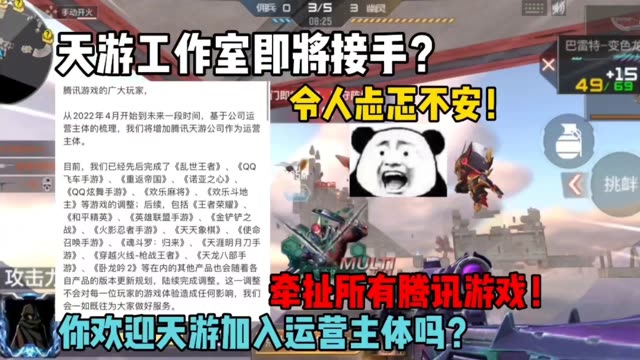 手动开火
佣兵 0 3/5 3 幽灵
08:25
天游工作室即將接手？
巴雷特-变色龙
+15
49/69
腾讯游戏的广大玩家，
从2022年4月开始到未来一段时间，基于公司运
营主体的梳理，我们将增加腾讯天游公司作为运营
主体。
令人忐忑不安！
目前，我们已经先后完成了《乱世王者》、《QQ
飞车手游》、《重返帝国》、《诺亚之心》、
《QQ炫舞手游》、《欢乐麻将》、《欢乐斗地
主》等游戏的调整；后续，包括《王者荣耀》、
《和平精英》、《英雄联盟手游》、《金铲铲之
战》、《火影忍者手游》、《天天象棋》、《使命
召唤手游》、《魂斗罗：归来》、《天涯明月刀手
游》、《穿越火线-枪战王者》、《天龙八部手
游》、《卧龙吟2》等在内的其他产品也会随着各
自产品的版本更新规划，陆续完成调整。这一调整
不会对每一位玩家的游戏体验造成任何影响，我们
会一如既往为大家做好服务。
挑衅
MULTI
攻击力
牵扯所有腾讯游戏！
你欢迎天游加入运营主体吗？